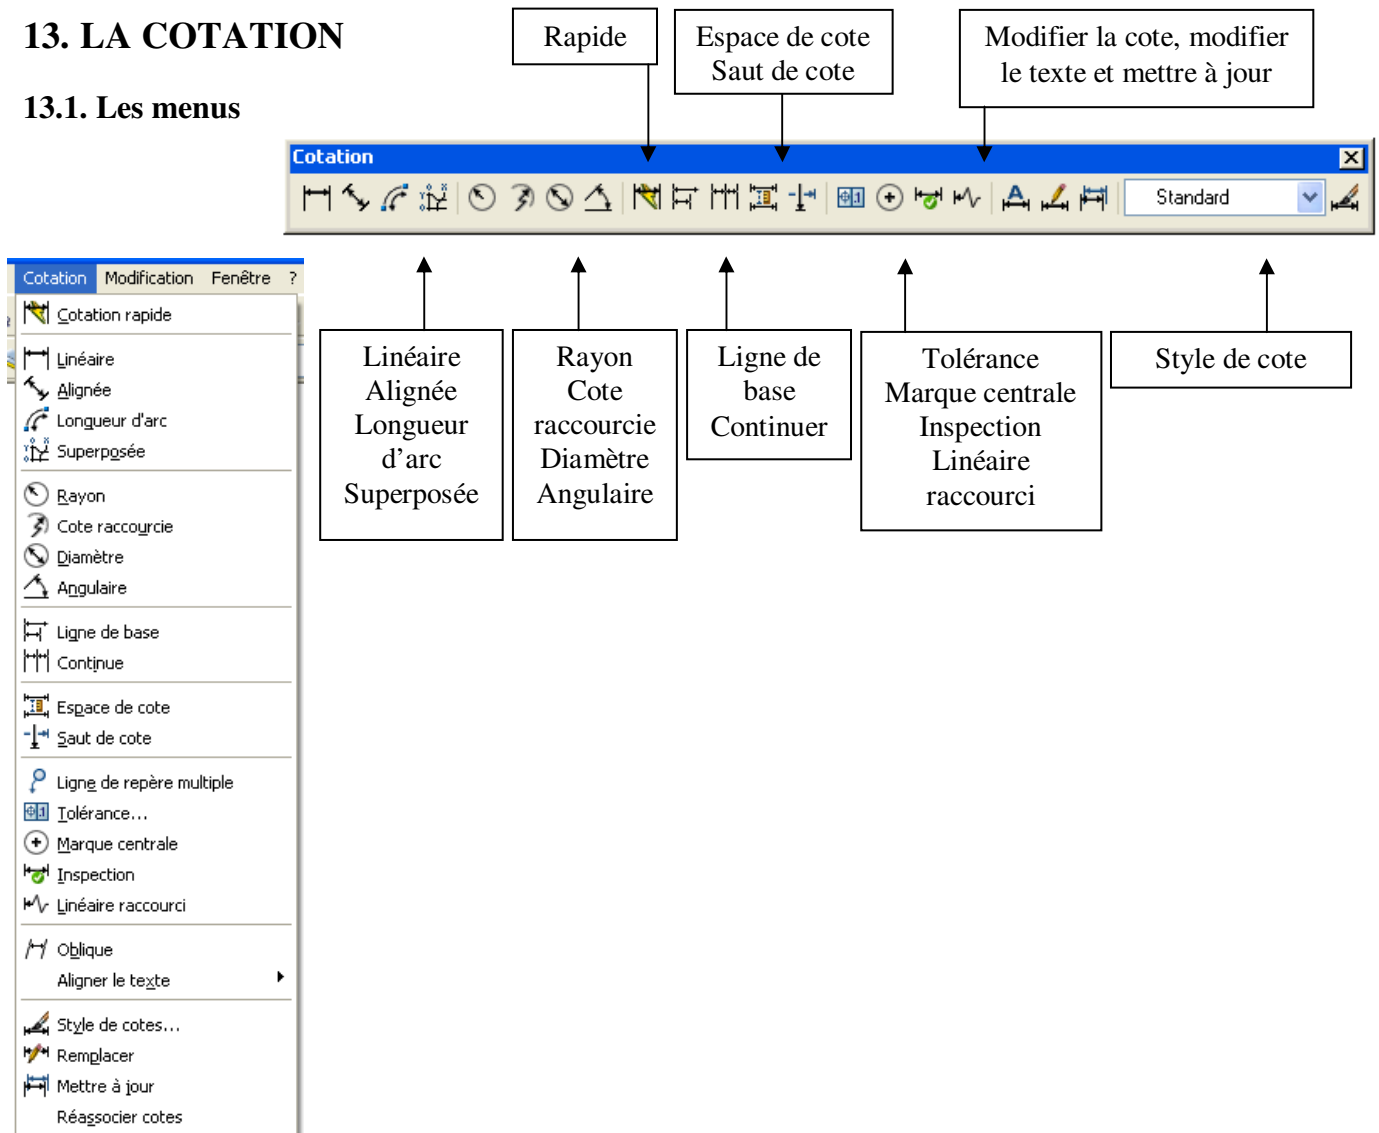 13. LA COTATION
Rapide
Espace de cote
Saut de cote
Modifier la cote, modifier
le texte et mettre à jour
13.1. Les menus
Cotation
Standard
Cotation Modification Fenêtre ?
Cotation rapide
Linéaire
Alignée
Longueur d'arc
Superposée
Rayon
Cote raccourcie
Diamètre
Angulaire
Ligne de base
Continue
Espace de cote
Saut de cote
Ligne de repère multiple
Tolérance...
Marque centrale
Inspection
Linéaire raccourci
Oblique
Aligner le texte
Style de cotes...
Remplacer
Mettre à jour
Réassocier cotes
Linéaire
Alignée
Longueur
d’arc
Superposée
Rayon
Cote
raccourcie
Diamètre
Angulaire
Ligne de
base
Continuer
Tolérance
Marque centrale
Inspection
Linéaire
raccourci
Style de cote